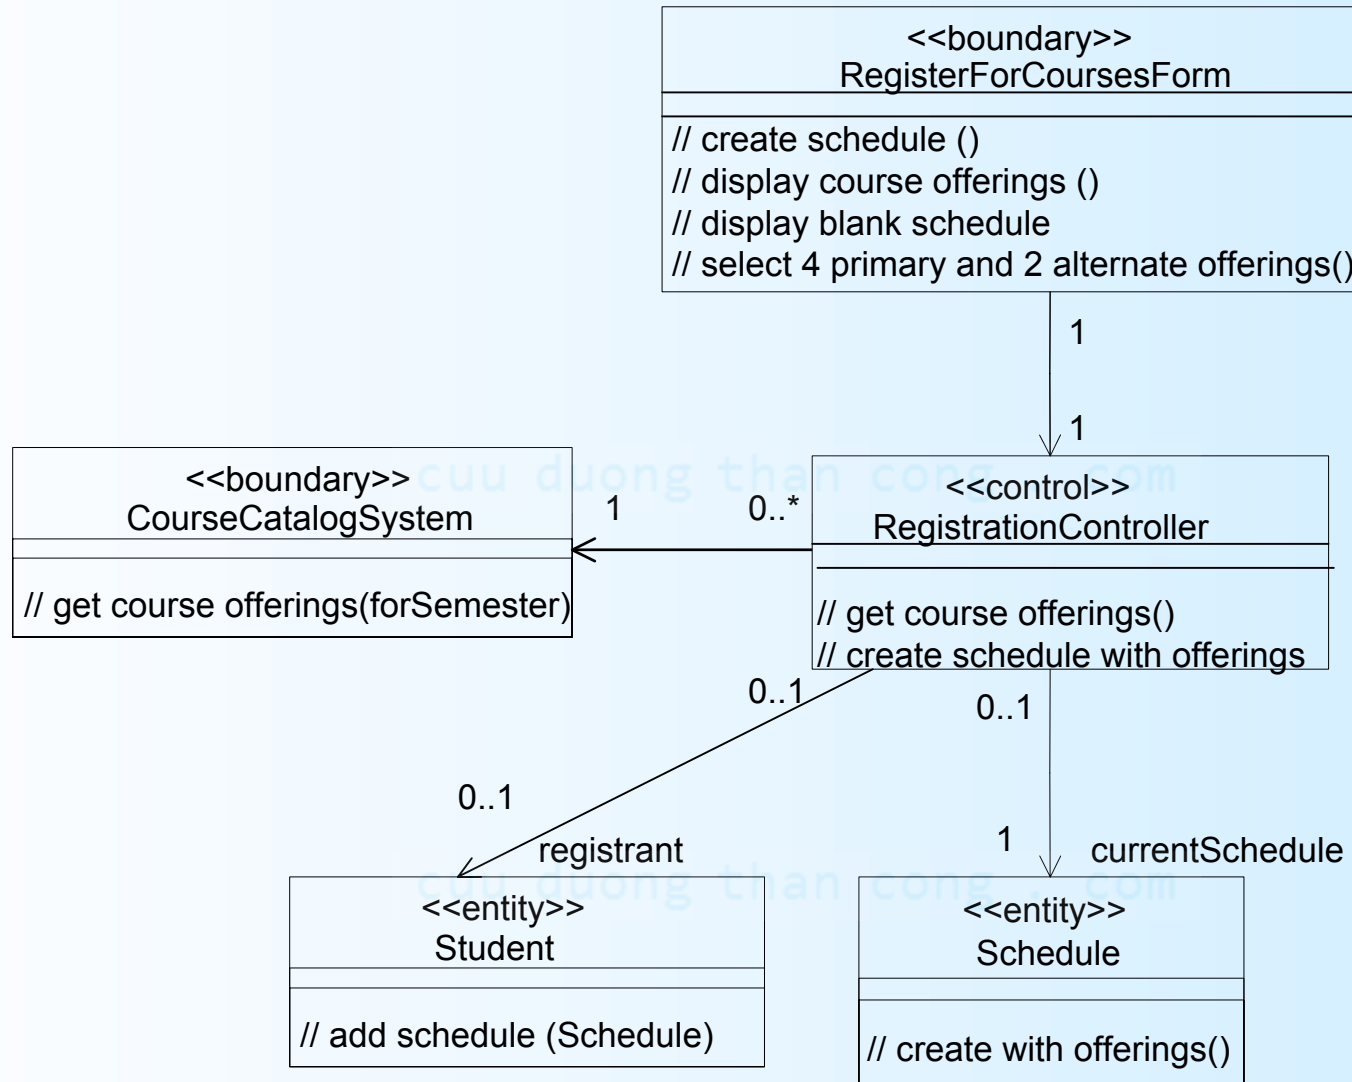 <<boundary>>
RegisterForCoursesForm
// create schedule ()
// display course offerings ()
// display blank schedule
// select 4 primary and 2 alternate offerings()
1
1
<<boundary>>
CourseCatalogSystem
// get course offerings(forSemester)
1
0..*
cuu duong than cong . com
<<control>>
RegistrationController
// get course offerings()
// create schedule with offerings
0..1
0..1
0..1
registrant
1
currentSchedule
cuu duong than cong . com
<<entity>>
Student
// add schedule (Schedule)
<<entity>>
Schedule
// create with offerings()